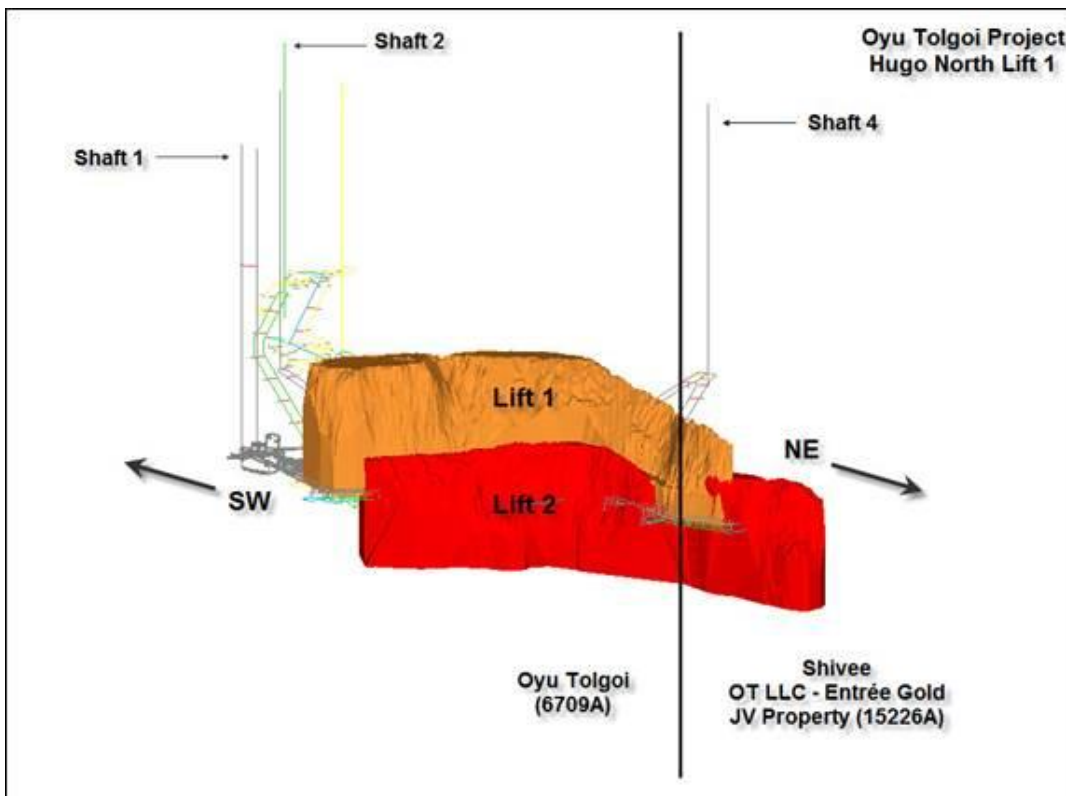 Oyu Tolgoi Project
Hugo North Lift 1
Shaft 2
Shaft 4
Shaft 1
Lift 1
NE
SW
Lift 2
Oyu Tolgoi
(6709A)
Shivee
OT LLC - Entrée Gold
JV Property (15226A)